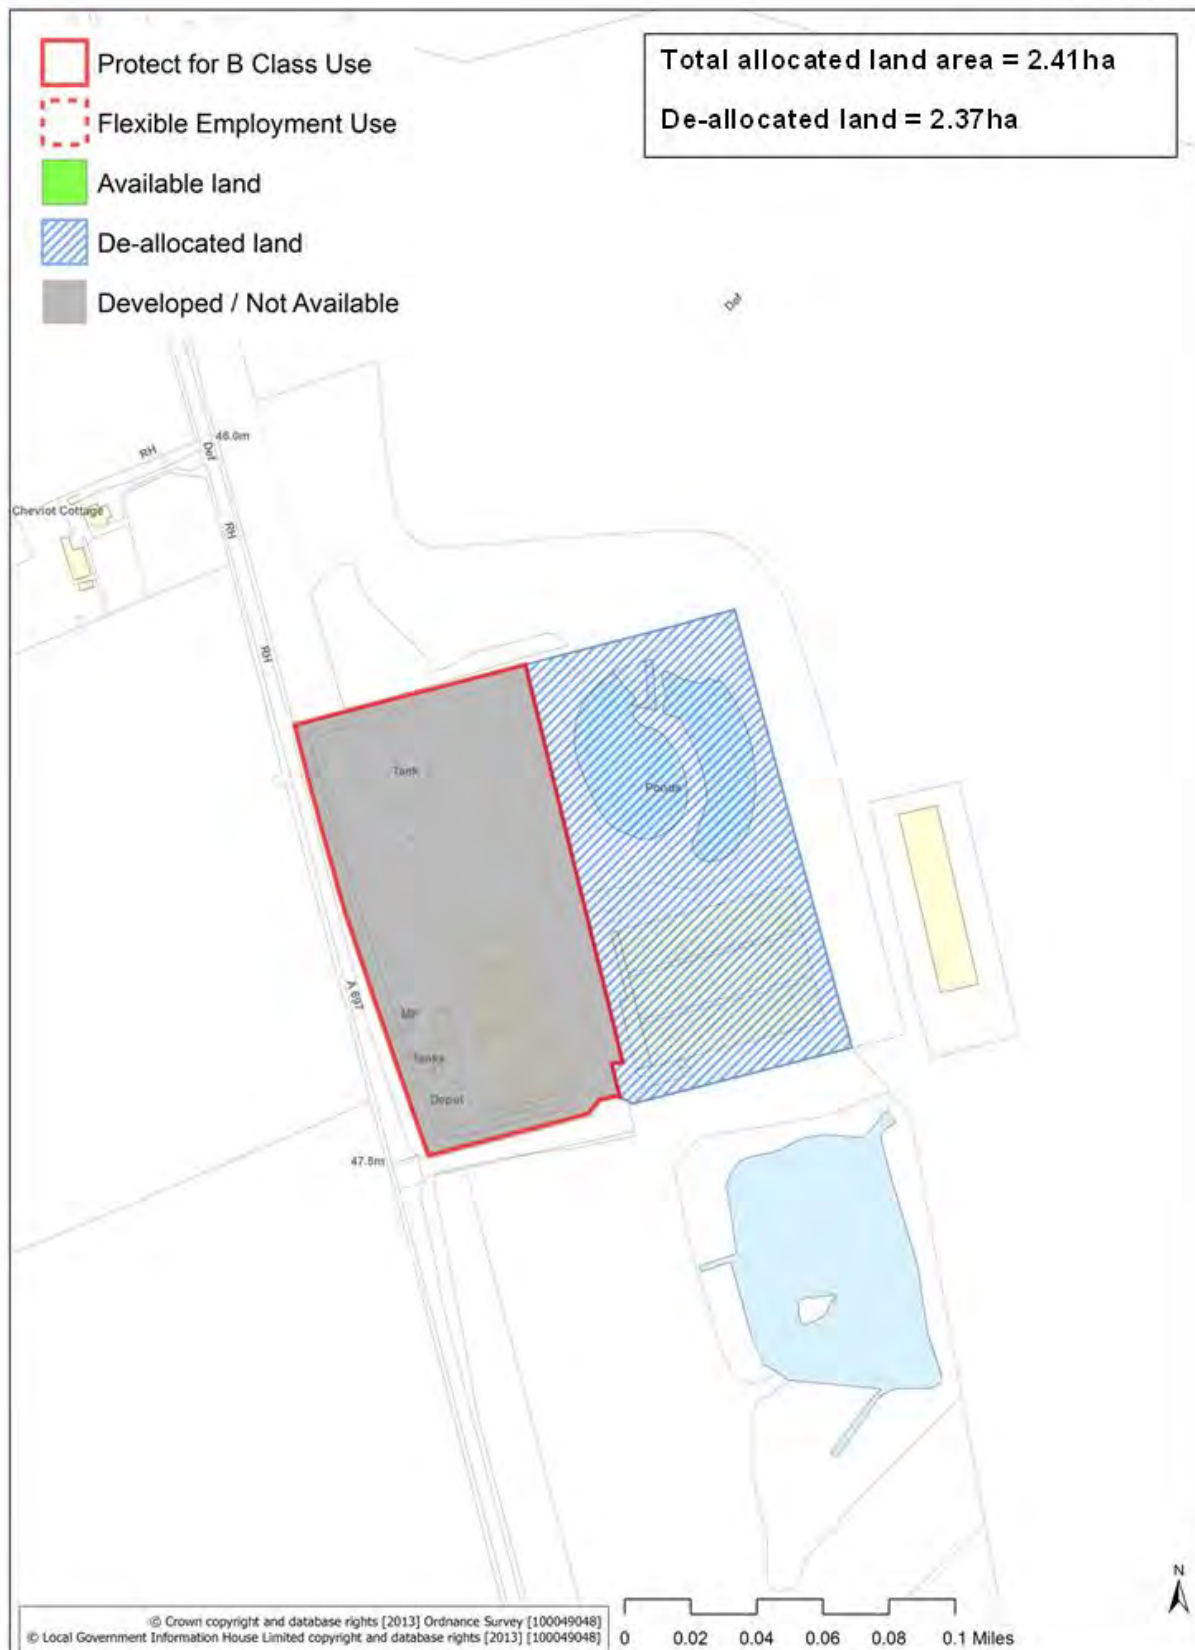 Protect for B Class Use
Flexible Employment Use
Available land
De-allocated land
Developed / Not Available
Total allocated land area = 2.41ha
De-allocated land = 2.37ha
Def
46.0m
RH
Def
Cheviot Cottage
RH
RH
Tank
Ponds
A 697
MP
Tanks
Depot
47.5m
N
© Crown copyright and database rights [2013] Ordnance Survey [100049048]
© Local Government Information House Limited copyright and database rights [2013] [100049048]
0 0.02 0.04 0.06 0.08 0.1 Miles